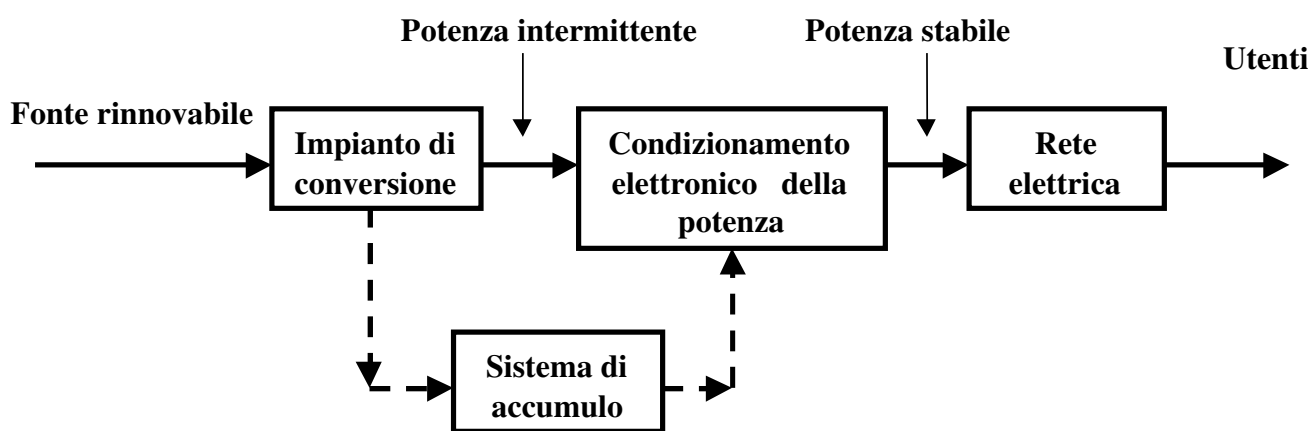 Potenza intermittente
Potenza stabile
Utenti
Fonte rinnovabile
Impianto di
conversione
Condizionamento
elettronico della
potenza
Rete
elettrica
Sistema di
accumulo